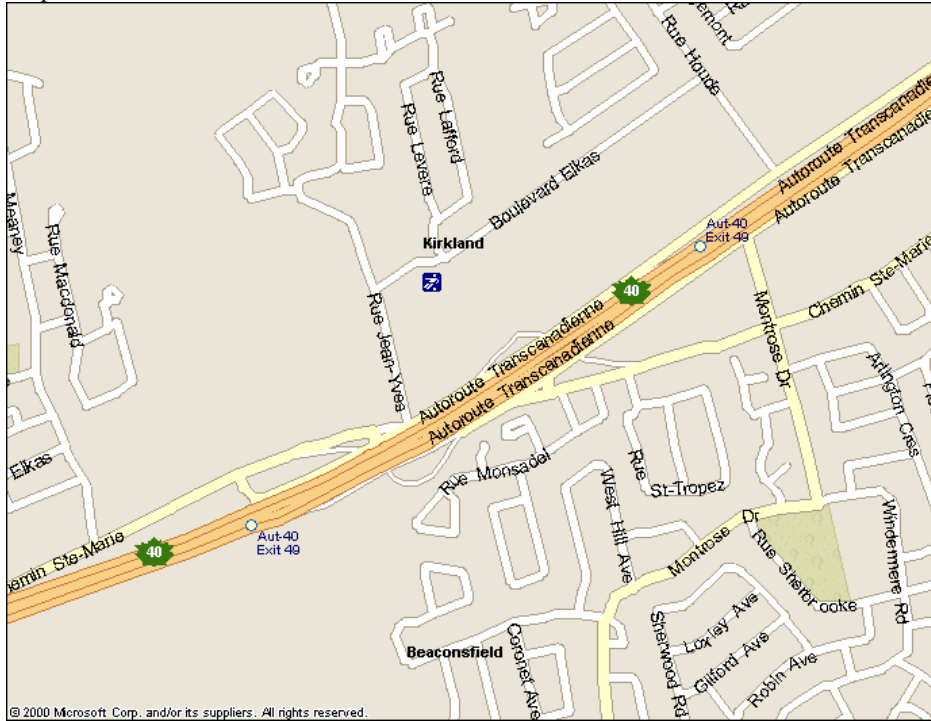 Rue Houde
Rue Lafford
Rue Levere
Autoroute Transcanadienne
Autoroute Transcanadienne
Boulevard Elkas
Meaney
Rue Macdonald
Kirkland
Aut-40
Exit 49
40
Chemin Ste-Marie
Rue Jean-Yves
Autoroute Transcanadienne
Autoroute Transcanadienne
Montrose Dr
Arlington Cres
Elkas
Rue Monsadel
Rue
St-Tropez
West Hill Ave
Montrose Dr
Windermere Rd
Aut-40
Exit 49
40
Chemin Ste-Marie
Rue Sherbrooke
Beaconsfield
Coronet Ave
Sherwood Rd
Loxley Ave
Gilford Ave
Robin Ave
© 2000 Microsoft Corp. and/or its suppliers. All rights reserved.